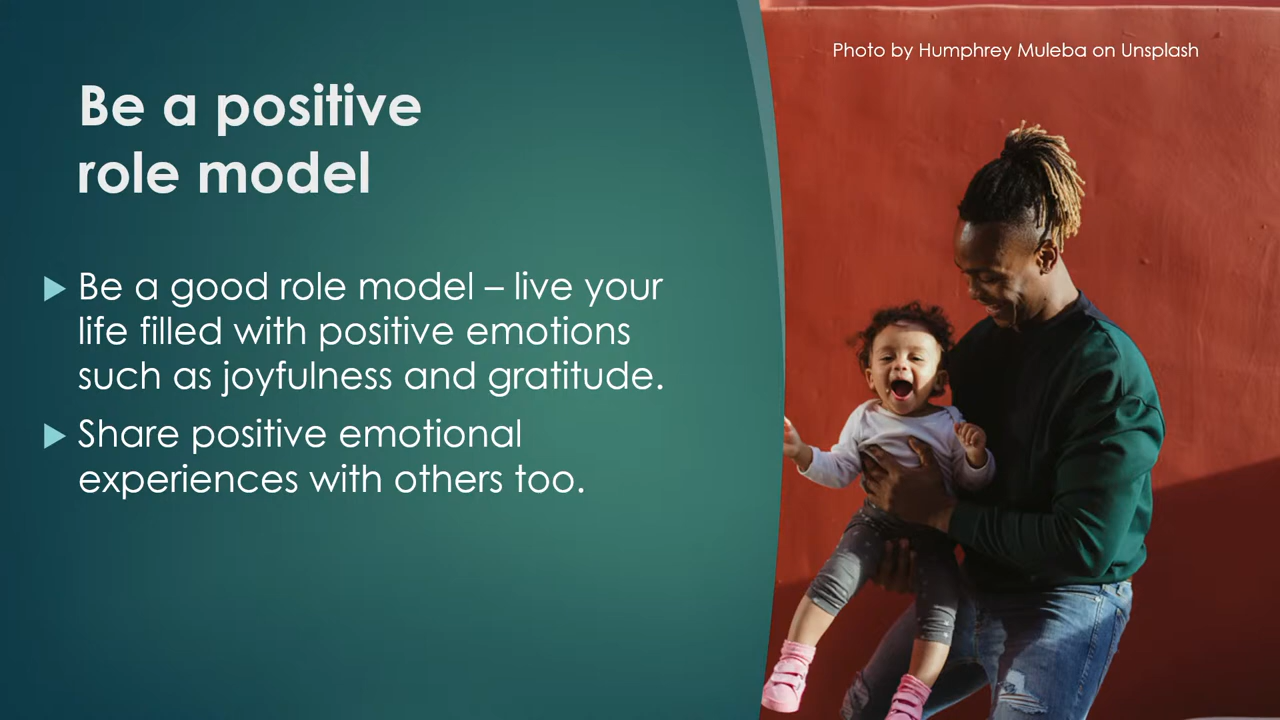 Photo by Humphrey Muleba on Unsplash
Be a positive
role model
Be a good role model – live your
life filled with positive emotions
such as joyfulness and gratitude.
Share positive emotional
experiences with others too.